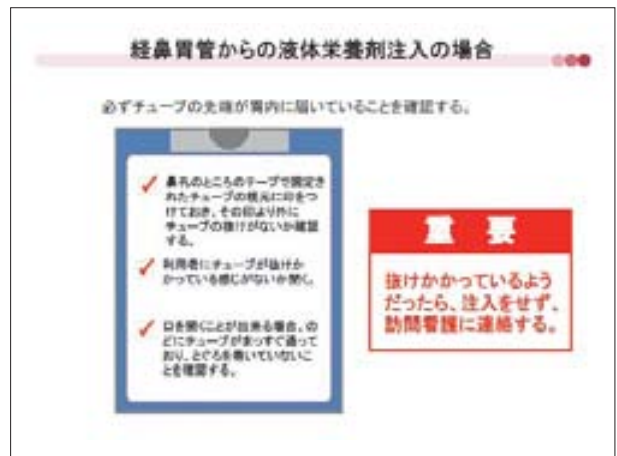 経鼻胃管からの液体栄養剤注入の場合
必ずチューブの先端が胃内に届いていることを確認する。
鼻孔のところのテープで固定さ
れたチューブの根元に印をつ
けておき、その印より外に
チューブの抜けがないか確認
する。
利用者にチューブが抜けか
かっている感じがないか聞く。
口を開くことが出来る場合、の
どにチューブがまっすぐ通って
おり、とぐろを巻いていないこ
とを確認する。
重要
抜けかかっているよう
だったら、注入をせず、
訪問看護に連絡する。